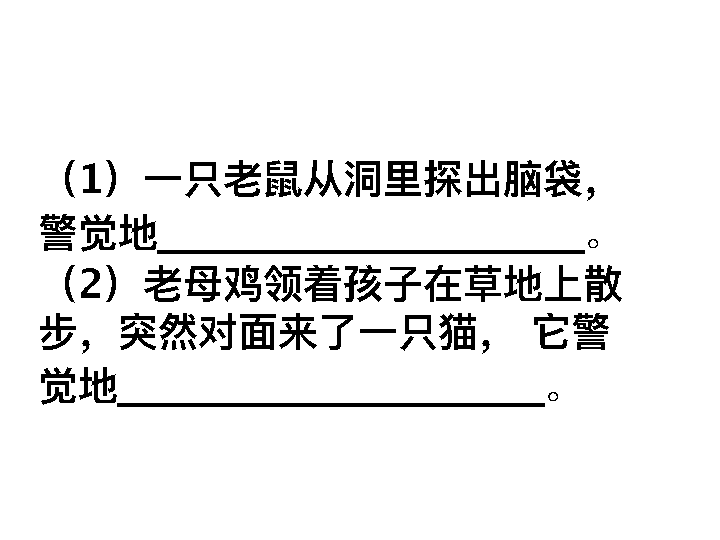 （1）一只老鼠从洞里探出脑袋，
警觉地______________________。
（2）老母鸡领着孩子在草地上散
步，突然对面来了一只猫， 它警
觉地______________________。